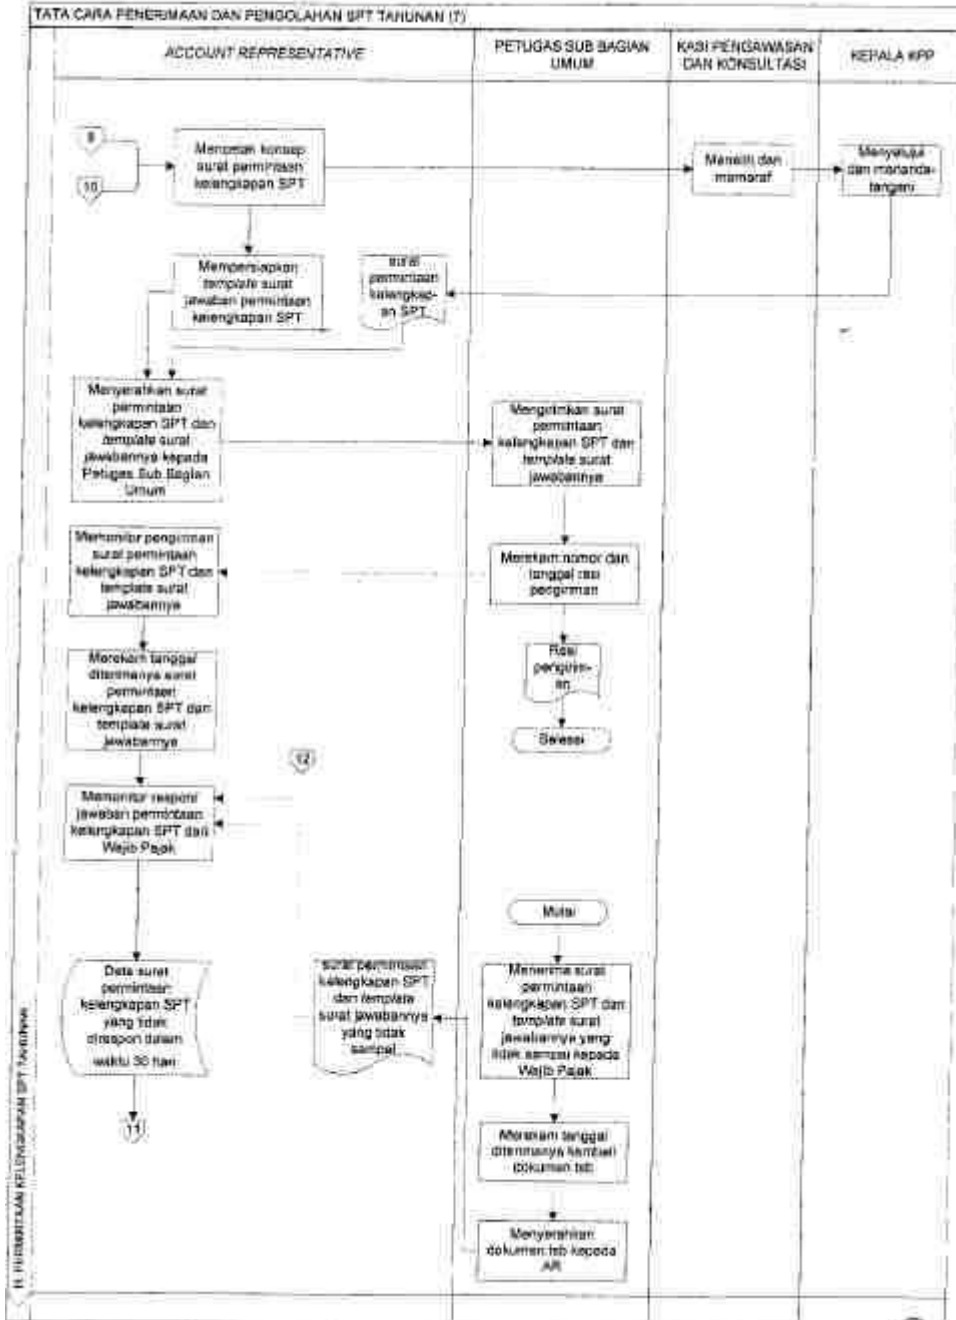 TATA CARA PENERIMAAN DAN PENGOLAHAN SPT TAHUNAN (7)
ACCOUNT REPRESENTATIVE
PETUGAS SUB BAGIAN
UMUM
KASI PENGAWASAN
DAN KONSULTASI
KEPALA KPP
10
Mencetak konsep
surat permintaan
kelengkapan SPT
Meneliti dan
memaraf
Menyetujui
dan menanda-
tangani
Mempersiapkan
template surat
jawaban permintaan
kelengkapan SPT
surat
permintaan
kelengkap-
an SPT
Menyerahkan surat
permintaan
kelengkapan SPT dan
template surat
jawabannya kepada
Petugas Sub Bagian
Umum
Mengirimkan surat
permintaan
kelengkapan SPT dan
template surat
jawabannya
Memonitor pengiriman
surat permintaan
kelengkapan SPT dan
template surat
jawabannya
Merekam nomor dan
tanggal resi
pengiriman
Resi
pengirim-
an
Selesai
Merekam tanggal
diterimanya surat
permintaan
kelengkapan SPT dan
template surat
jawabannya
12
Memonitor respon/
jawaban permintaan
kelengkapan SPT dari
Wajib Pajak
Mulai
Data surat
permintaan
kelengkapan SPT
yang tidak
direspon dalam
waktu 30 hari
surat permintaan
kelengkapan SPT
dan template
surat jawabannya
yang tidak
sampai
Menerima surat
permintaan
kelengkapan SPT dan
template surat
jawabannya yang
tidak sampai kepada
Wajib Pajak
11
Merekam tanggal
diterimanya kembali
dokumen tsb
Menyerahkan
dokumen tsb kepada
AR
PERMINTAAN KELENGKAPAN SPT TAHUNAN